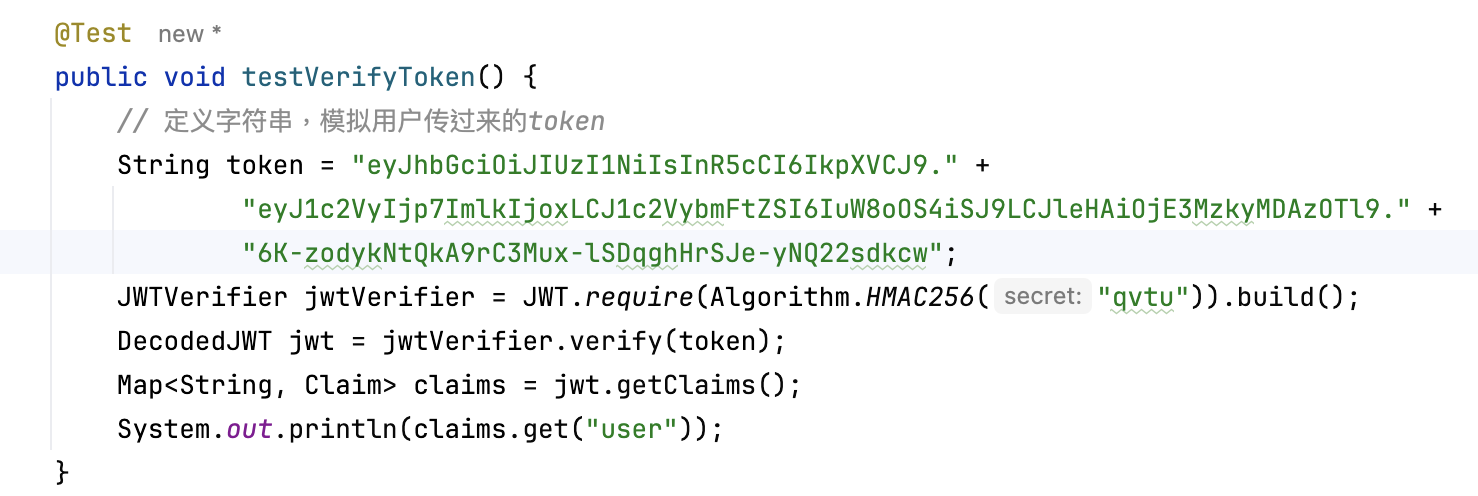 @Test new *
public void testVerifyToken() {
// 定义字符串，模拟用户传过来的token
String token = "eyJhbGciOiJIUzI1NiIsInR5cCI6IkpXVCJ9." +
"eyJ1c2VyIjp7ImlkIjoxLCJ1c2VybmFtZSI6IuW8oOS4iSJ9LCJleHAiOjE3MzkyMDAzOTl9." +
"6K-zodykNtQkA9rC3Mux-lSDqghHrSJe-yNQ22sdkcw";
JWTVerifier jwtVerifier = JWT.require(Algorithm.HMAC256( secret: "qvtu")).build();
DecodedJWT jwt = jwtVerifier.verify(token);
Map<String, Claim> claims = jwt.getClaims();
System.out.println(claims.get("user"));
}